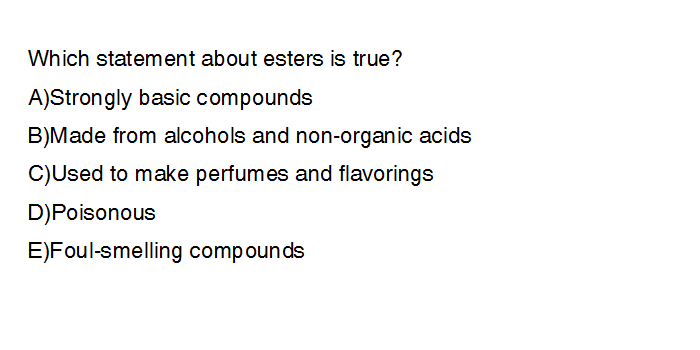 Which statement about esters is true?
A)Strongly basic compounds
B)Made from alcohols and non-organic acids
C)Used to make perfumes and flavorings
D)Poisonous
E)Foul-smelling compounds